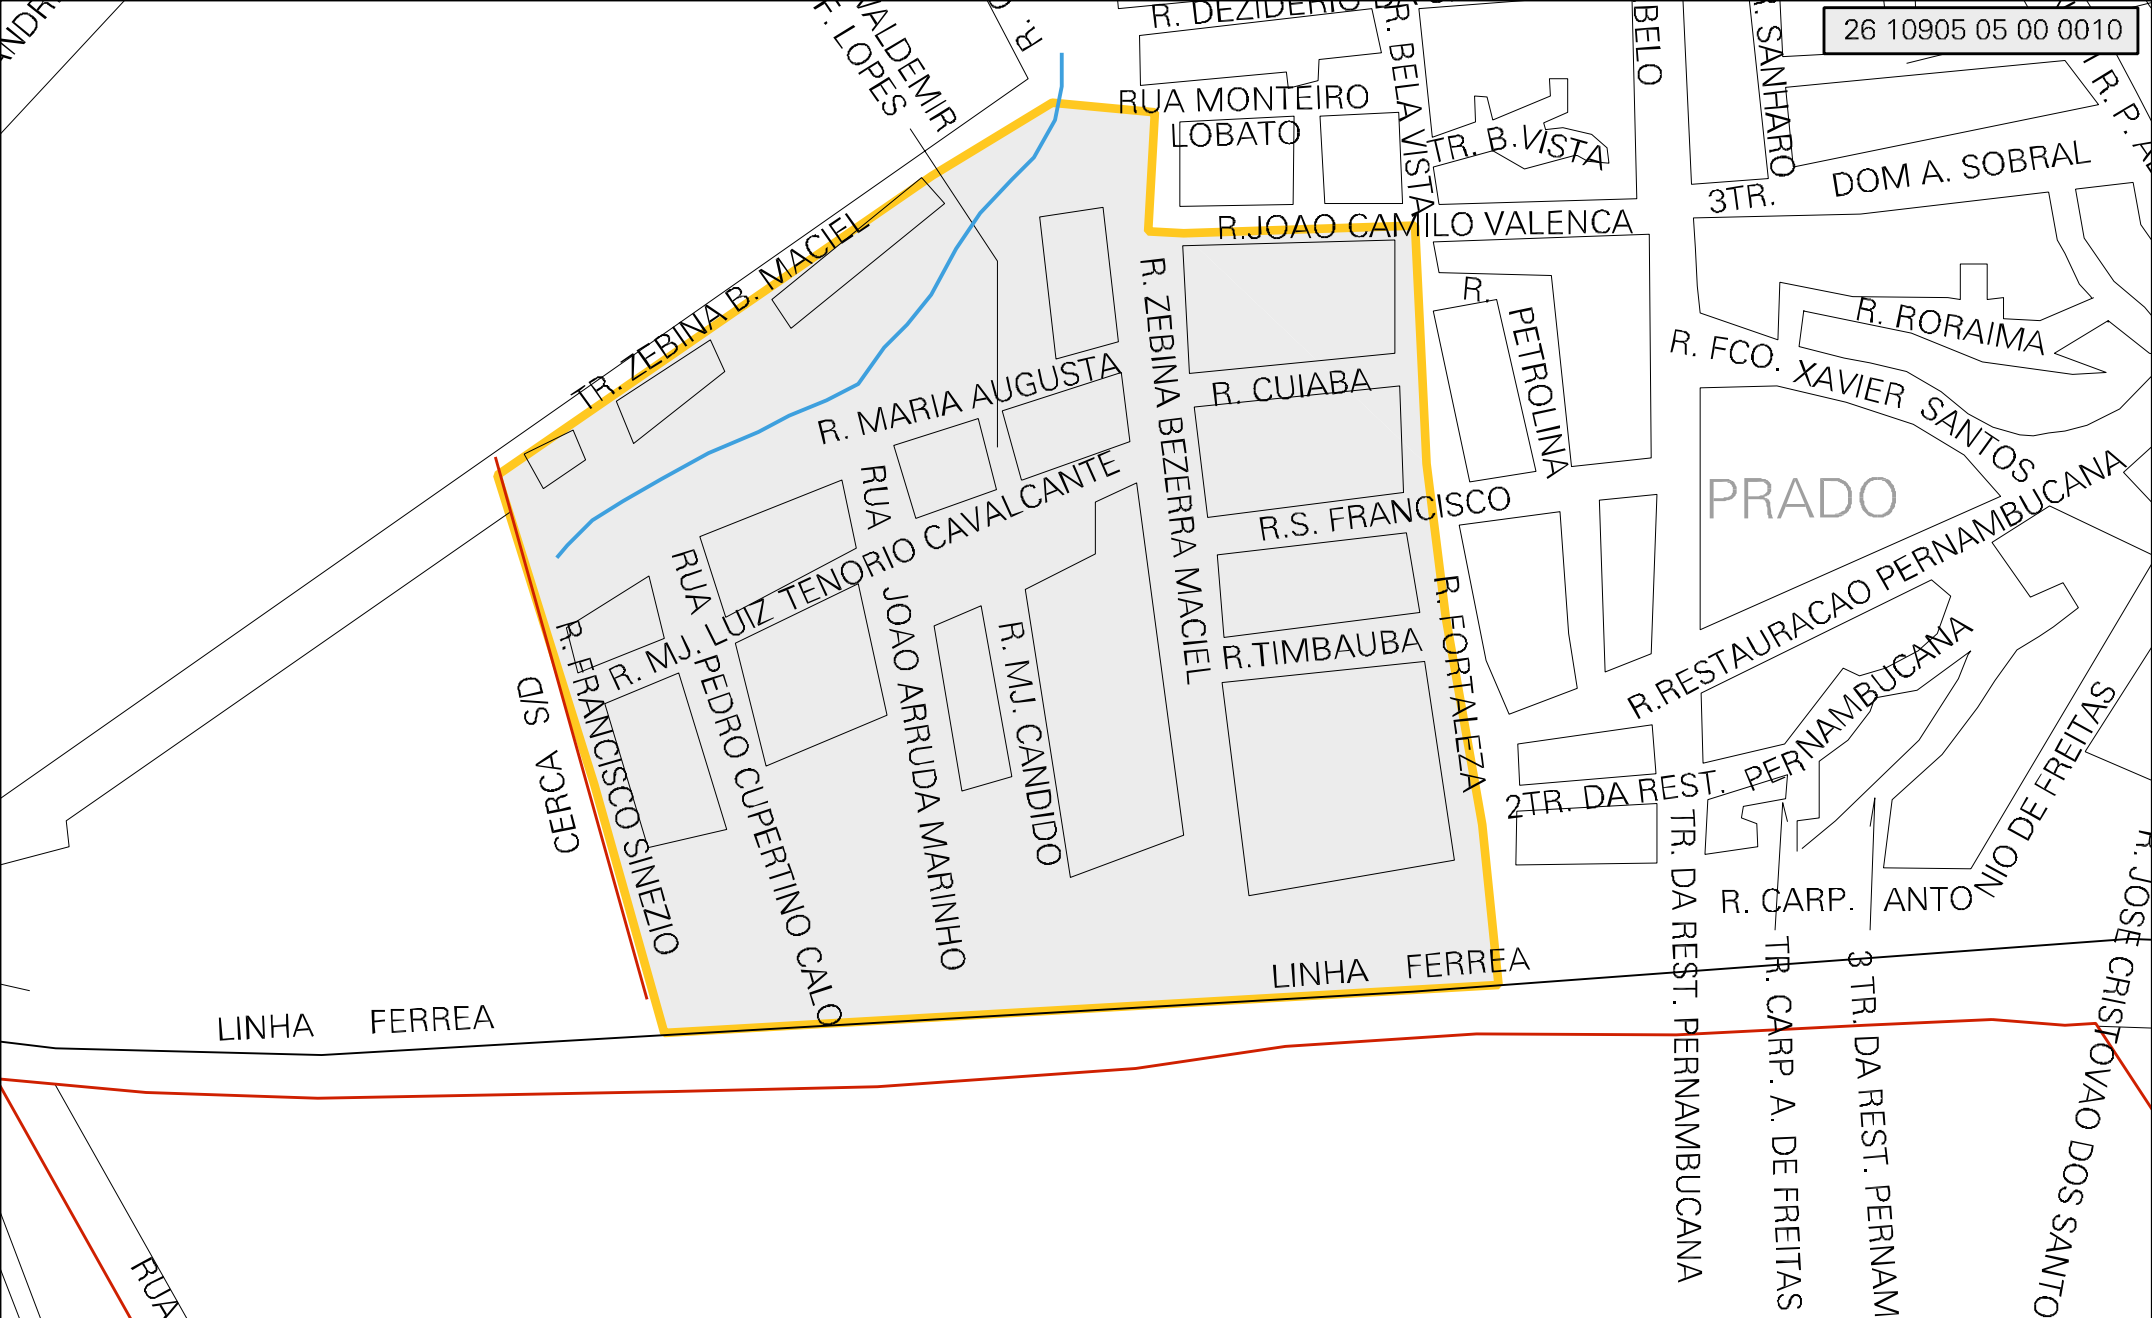 26 10905 05 00 0010
WALDEMIR
F. LOPES
R.
R. DEZIDERIO
R. BELA VISTA
BELO
R. SANHARO
R. P.
RUA MONTEIRO
LOBATO
TR. B.VISTA
3TR. DOM A. SOBRAL
R.JOAO CAMILO VALENCA
TR. ZEBINA B. MACIEL
R. PETROLINA
R. RORAIMA
R. FCO. XAVIER SANTOS
R. MARIA AUGUSTA
R. ZEBINA BEZERRA MACIEL
R. CUIABA
PRADO
R.S. FRANCISCO
R. MJ. LUIZ TENORIO CAVALCANTE
R.RESTAURACAO PERNAMBUCANA
RUA PEDRO CUPERTINO CALO
RUA JOAO ARRUDA MARINHO
R. MJ. CANDIDO
R.TIMBAUBA
R. FORTALEZA
R. FRANCISCO SINEZIO
CERCA S/D
2TR. DA REST. PERNAMBUCANA
TR. DA REST. PERNAMBUCANA
R. CARP. ANTO NIO DE FREITAS
TR. CARP. A. DE FREITAS
3 TR. DA REST. PERNAM
R. JOSE CRISTOVAO DOS SANTO
LINHA FERREA
LINHA FERREA
RUA